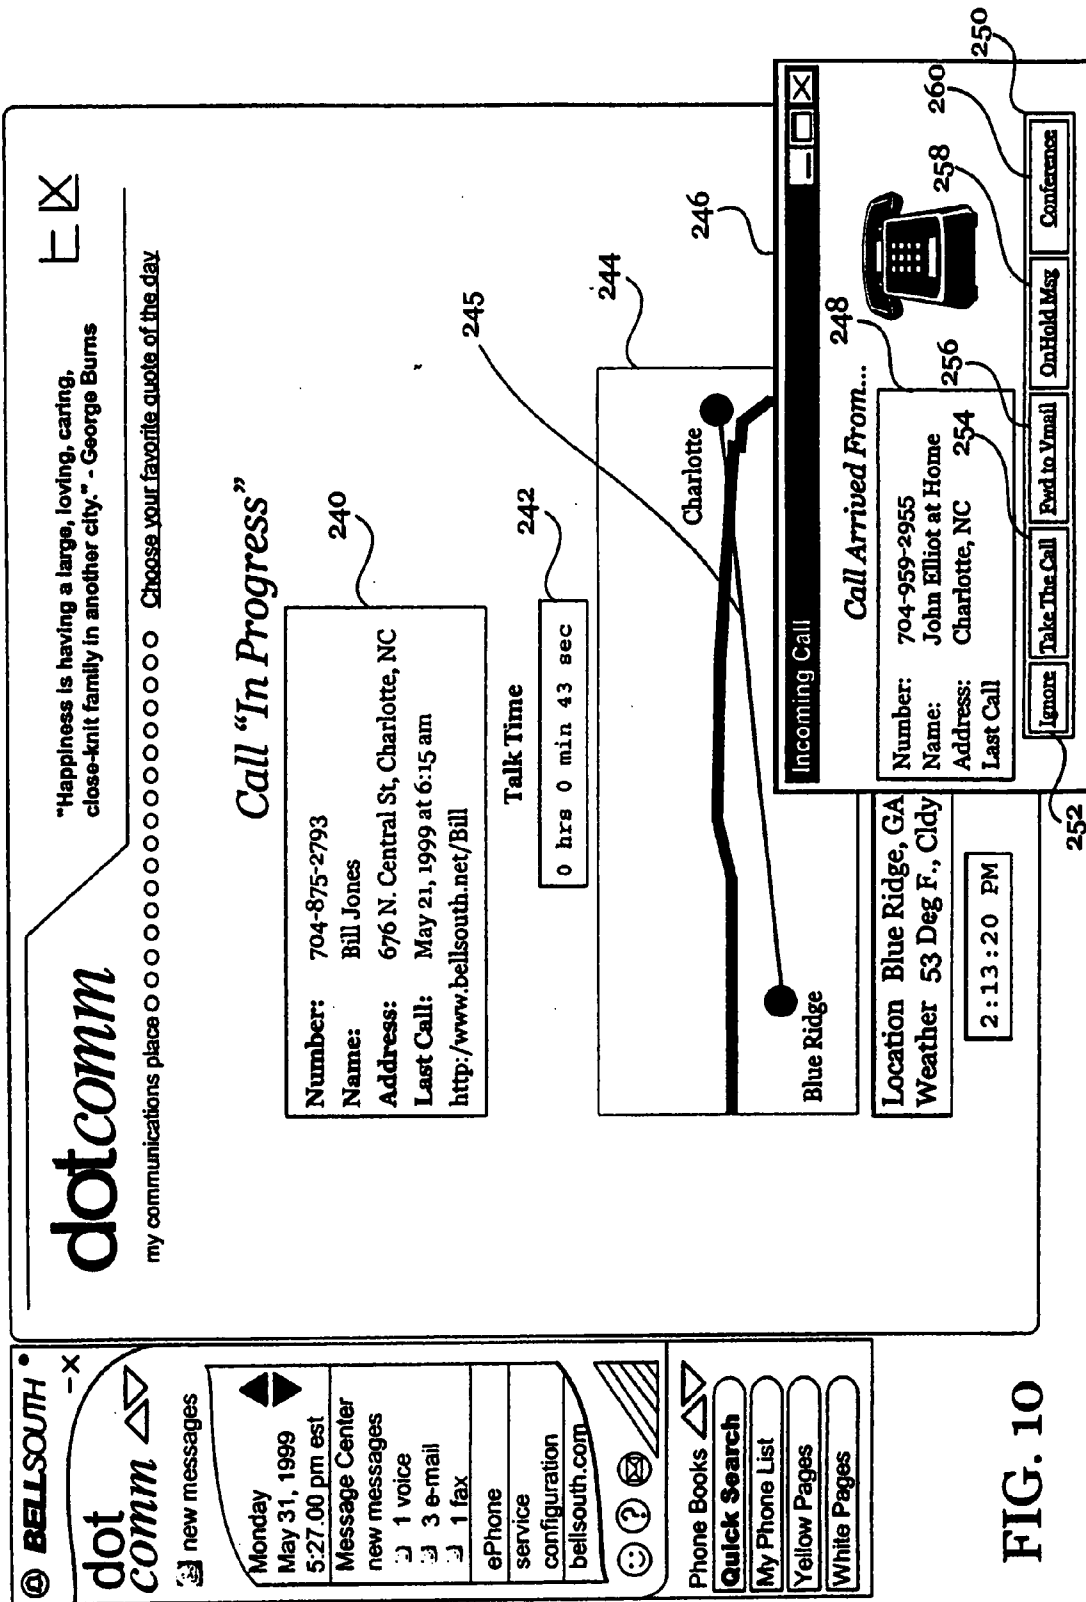 BELLSOUTH
-X
dot
comm
new messages
Monday
May 31, 1999
5:27.00 pm est
Message Center
new messages
1 voice
3 e-mail
1 fax
ePhone
service
configuration
bellsouth.com
Phone Books
Quick Search
My Phone List
Yellow Pages
White Pages
dotcomm
"Happiness is having a large, loving, caring,
close-knit family in another city." - George Burns
my communications place Choose your favorite quote of the day
Call “In Progress”
240
Number: 704-875-2793
Name: Bill Jones
Address: 676 N. Central St, Charlotte, NC
Last Call: May 21, 1999 at 6:15 am
http:/www.bellsouth.net/Bill
Talk Time
242
0 hrs 0 min 43 sec
245
244
Charlotte
Blue Ridge
Location Blue Ridge, GA
Weather 53 Deg F., Cldy
2:13:20 PM
246
Incoming Call
Call Arrived From...
248
Number: 704-959-2955
Name: John Elliot at Home
Address: Charlotte, NC
Last Call
254
256
258
260
250
Ignore
Take The Call
Fwd to Vmail
OnHold Msg
Conference
252
FIG. 10